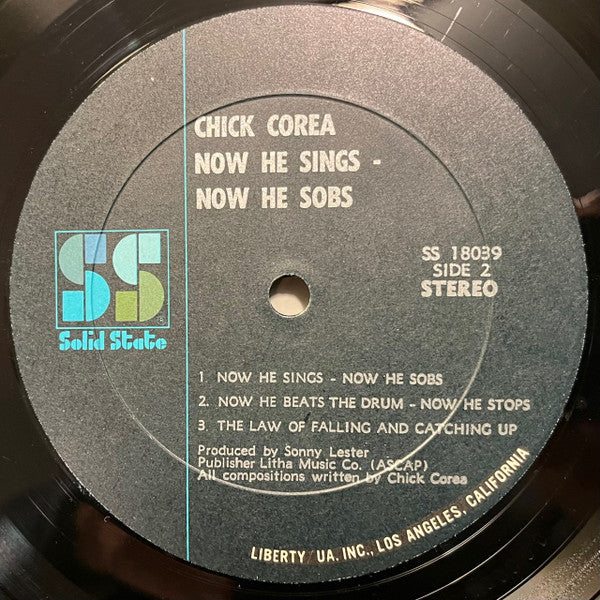 CHICK COREA
NOW HE SINGS -
NOW HE SOBS
SS
Solid State
SS 18039
SIDE 2
STEREO
1. NOW HE SINGS - NOW HE SOBS
2. NOW HE BEATS THE DRUM - NOW HE STOPS
3. THE LAW OF FALLING AND CATCHING UP
Produced by Sonny Lester
Publisher Litha Music Co. (ASCAP)
All compositions written by Chick Corea
LIBERTY/UA, INC., LOS ANGELES, CALIFORNIA